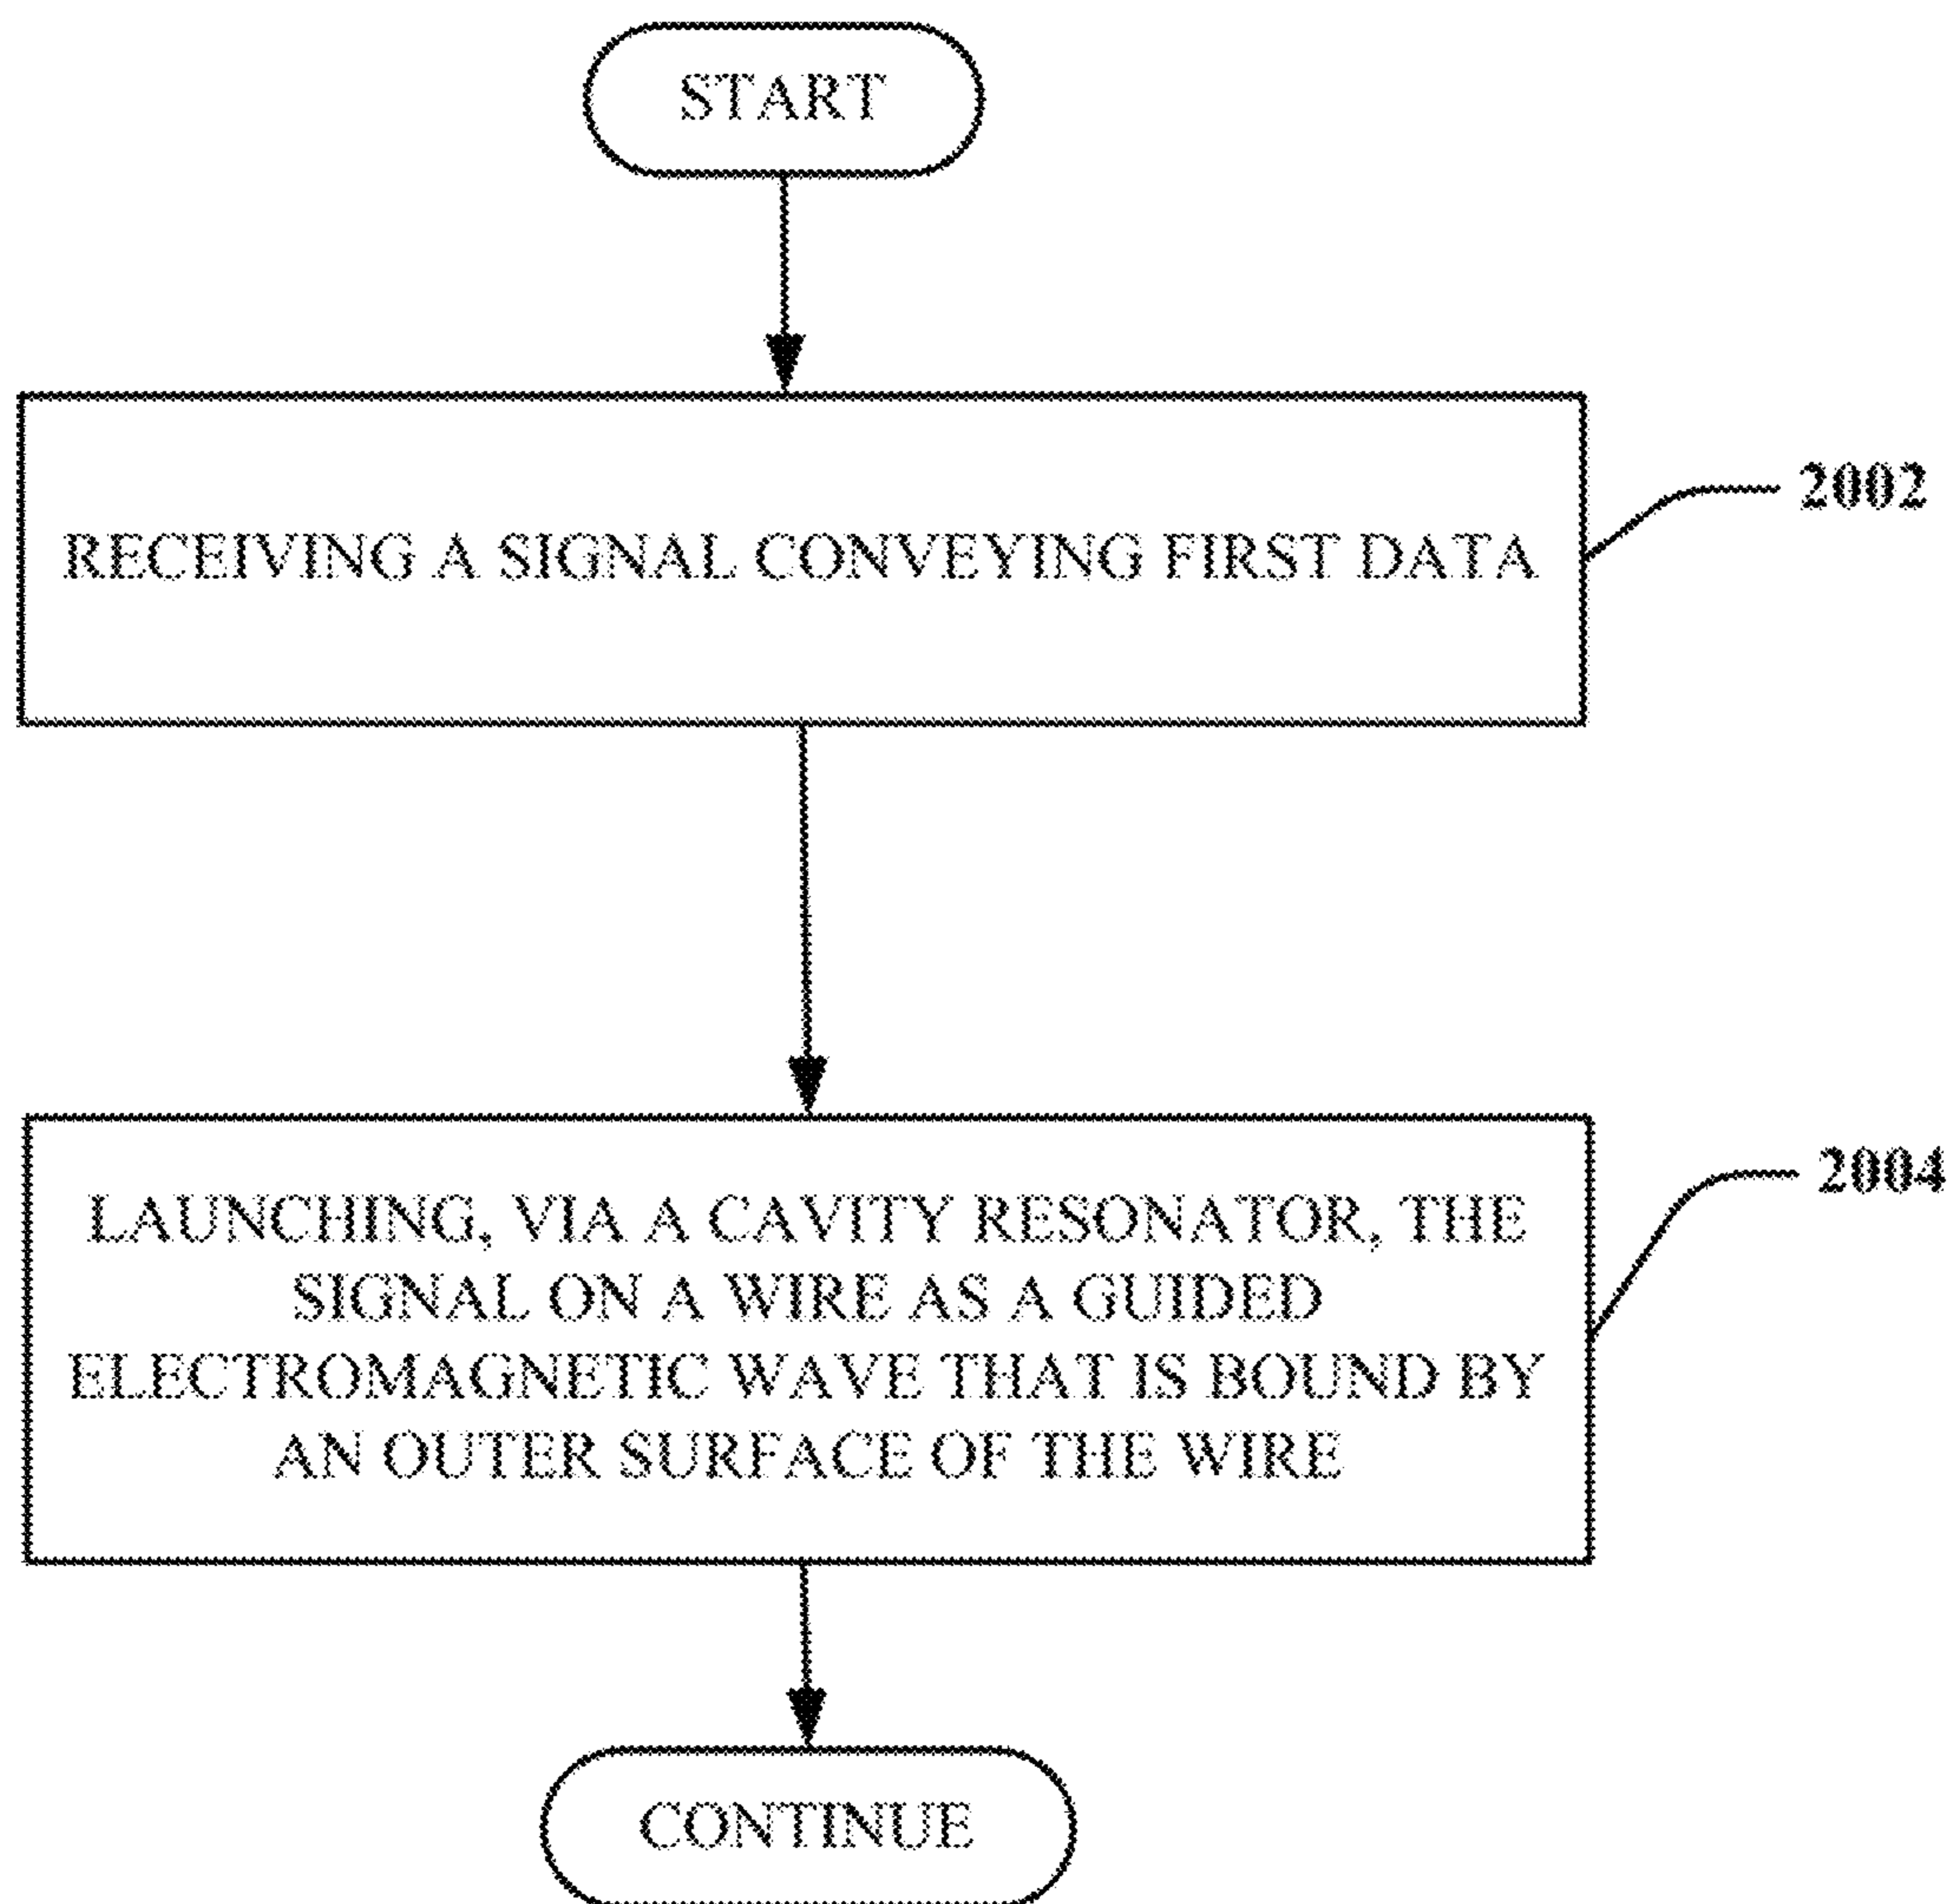 START
RECEIVING A SIGNAL CONVEYING FIRST DATA
2002
LAUNCHING, VIA A CAVITY RESONATOR, THE
SIGNAL ON A WIRE AS A GUIDED
ELECTROMAGNETIC WAVE THAT IS BOUND BY
AN OUTER SURFACE OF THE WIRE
2004
CONTINUE